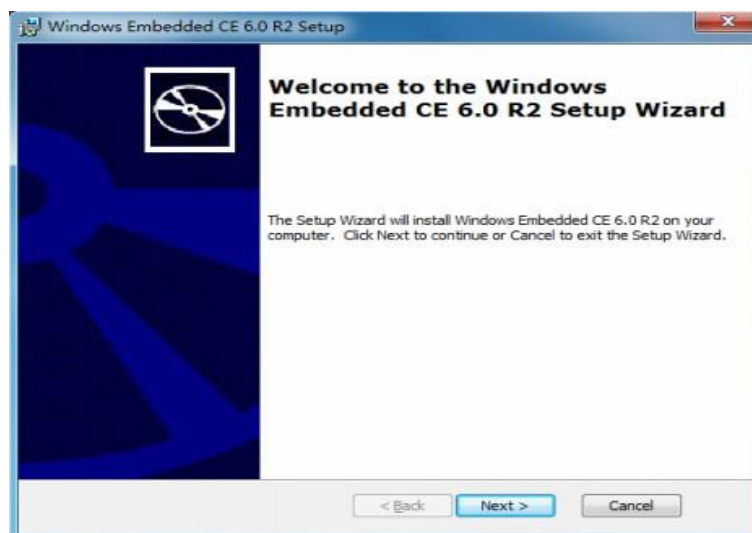 Windows Embedded CE 6.0 R2 Setup
Welcome to the Windows
Embedded CE 6.0 R2 Setup Wizard
The Setup Wizard will install Windows Embedded CE 6.0 R2 on your
computer. Click Next to continue or Cancel to exit the Setup Wizard.
< Back Next > Cancel